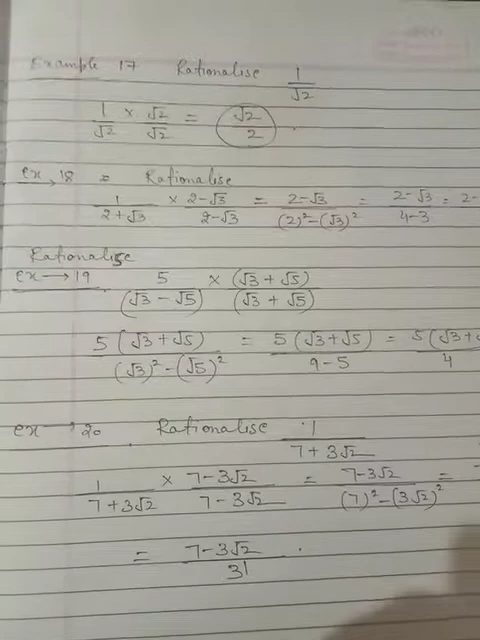 Example 17 Rationalise 1/√2
1/√2 × √2/√2 = √2/2 .
ex → 18 = Rationalise
1/(2+√3) × (2-√3)/(2-√3) = (2-√3)/((2)²-(√3)²) = (2-√3)/(4-3) = 2-
Rationalise
ex → 19 5/(√3 - √5) × (√3 + √5)/(√3 + √5)
5(√3 + √5)/((√3)² - (√5)²) = 5(√3 + √5)/(9-5) = 5(√3 +/4
ex → 20 . Rationalise 1/(7 + 3√2)
1/(7+3√2) × (7-3√2)/(7-3√2) = (7-3√2)/((7)² - (3√2)²) =
= (7-3√2)/31 .